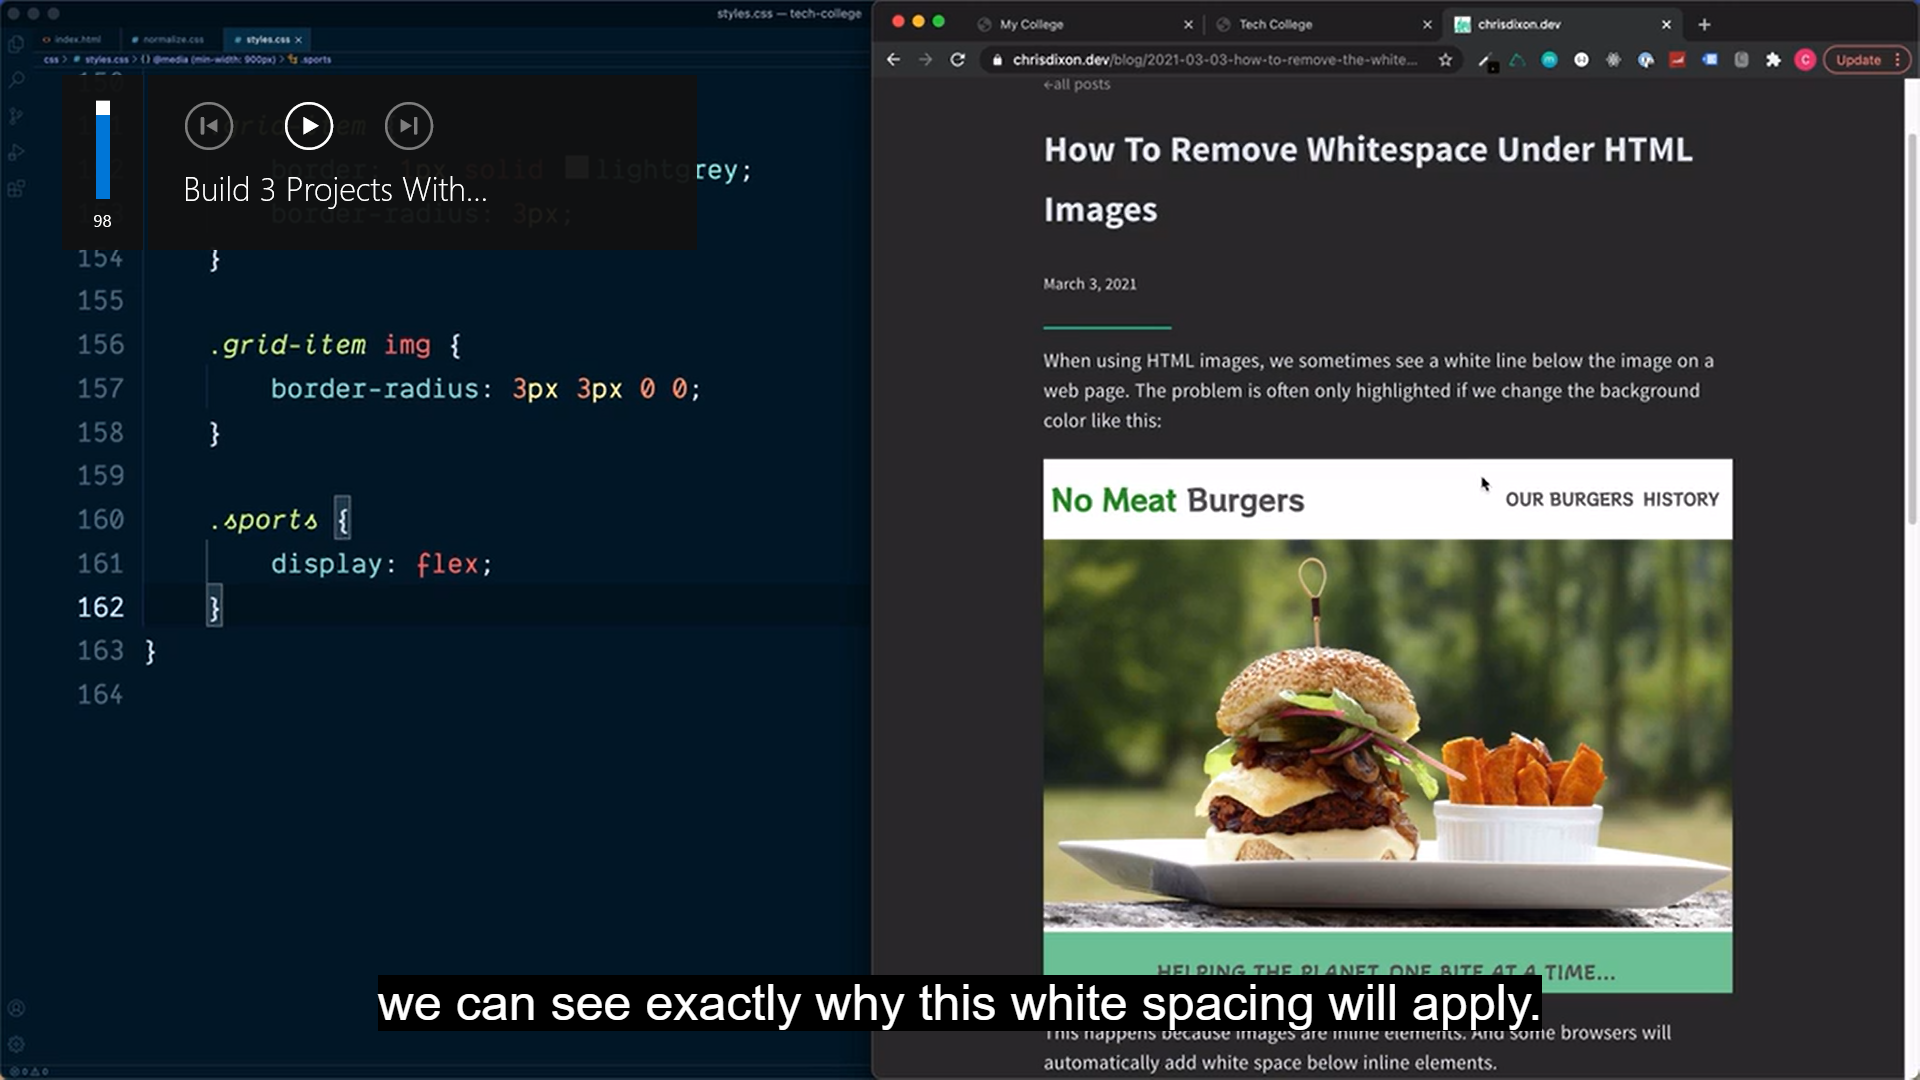 styles.css — tech-college
index.html
normalize.css
styles.css
css > styles.css > {} @media (min-width: 900px) > .sports
150
border: 1px solid lightgrey;
border-radius: 3px;
98
Build 3 Projects With...
154 }
155
156 .grid-item img {
157 border-radius: 3px 3px 0 0;
158 }
159
160 .sports {
161 display: flex;
162 }
163 }
164
My College
Tech College
chrisdixon.dev
chrisdixon.dev/blog/2021-03-03-how-to-remove-the-white...
C
Update
←all posts
How To Remove Whitespace Under HTML
Images
March 3, 2021
When using HTML images, we sometimes see a white line below the image on a
web page. The problem is often only highlighted if we change the background
color like this:
No Meat Burgers
OUR BURGERS HISTORY
HELPING THE PLANET, ONE BITE AT A TIME...
we can see exactly why this white spacing will apply.
This happens because images are inline elements. And some browsers will
automatically add white space below inline elements.